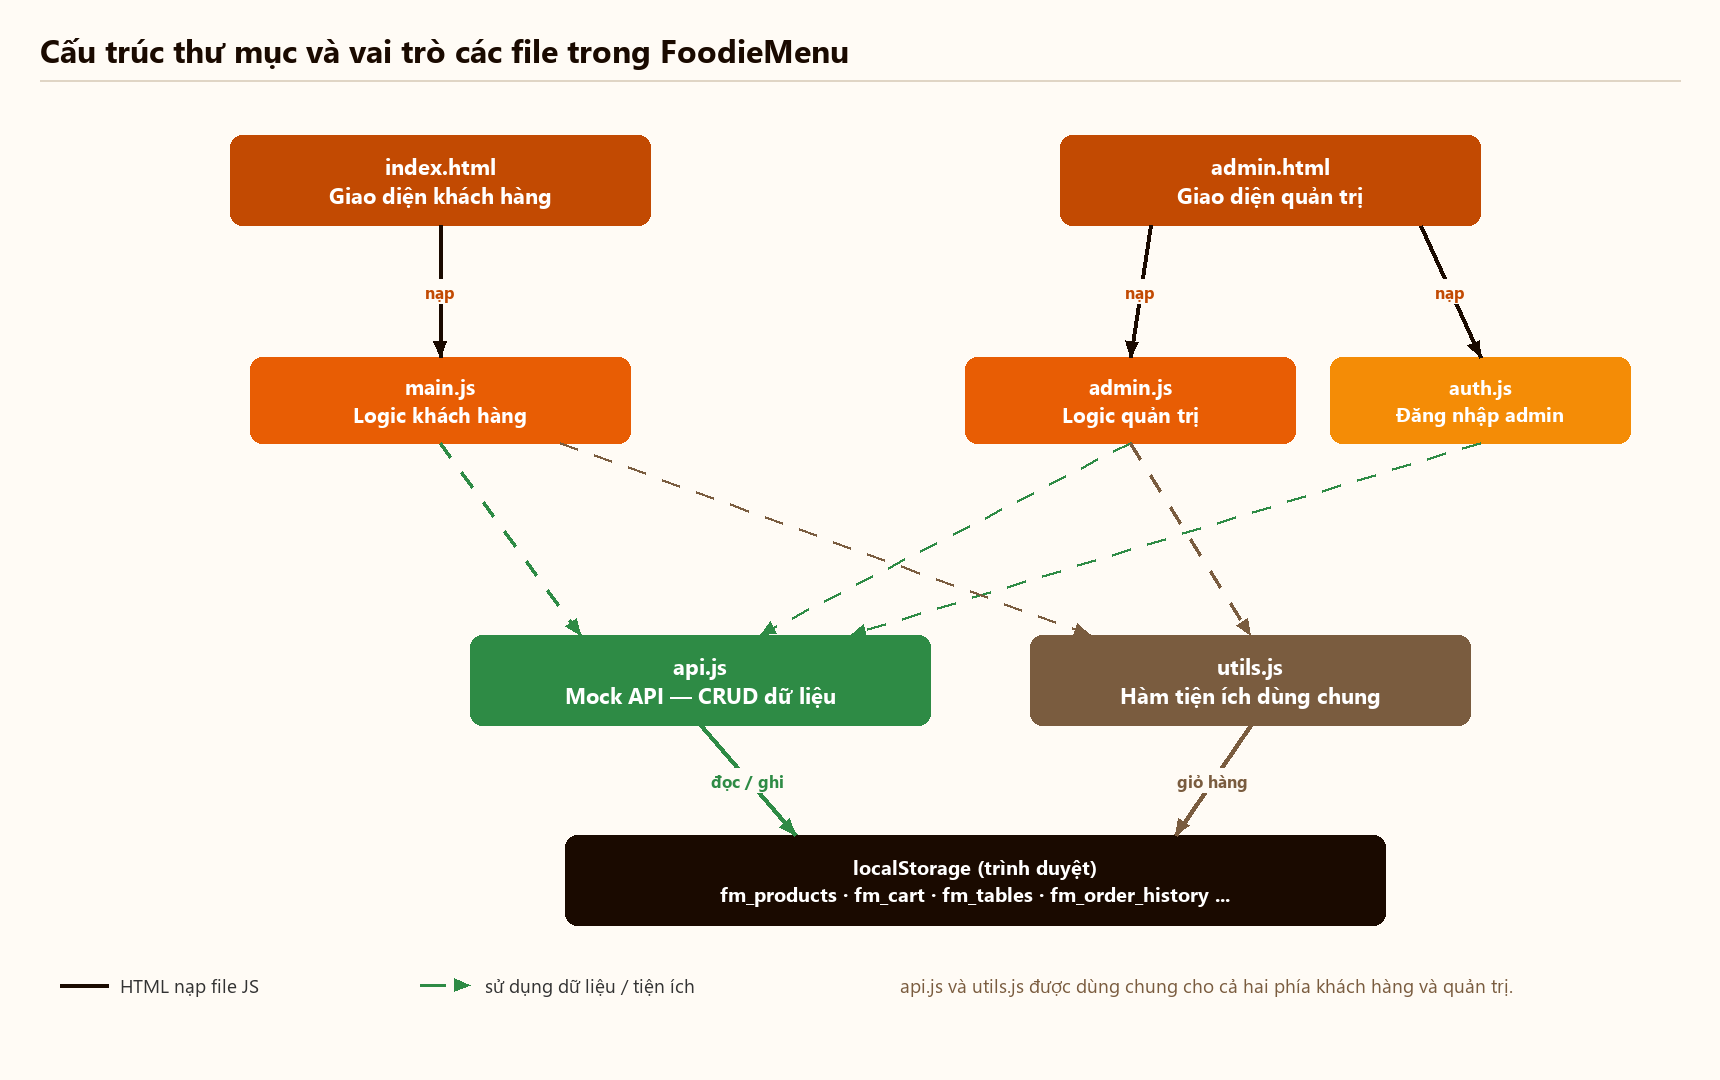 Cấu trúc thư mục và vai trò các file trong FoodieMenu
index.html
Giao diện khách hàng
admin.html
Giao diện quản trị
nạp
nạp
nạp
main.js
Logic khách hàng
admin.js
Logic quản trị
auth.js
Đăng nhập admin
api.js
Mock API — CRUD dữ liệu
utils.js
Hàm tiện ích dùng chung
đọc / ghi
giỏ hàng
localStorage (trình duyệt)
fm_products · fm_cart · fm_tables · fm_order_history ...
HTML nạp file JS
sử dụng dữ liệu / tiện ích
api.js và utils.js được dùng chung cho cả hai phía khách hàng và quản trị.